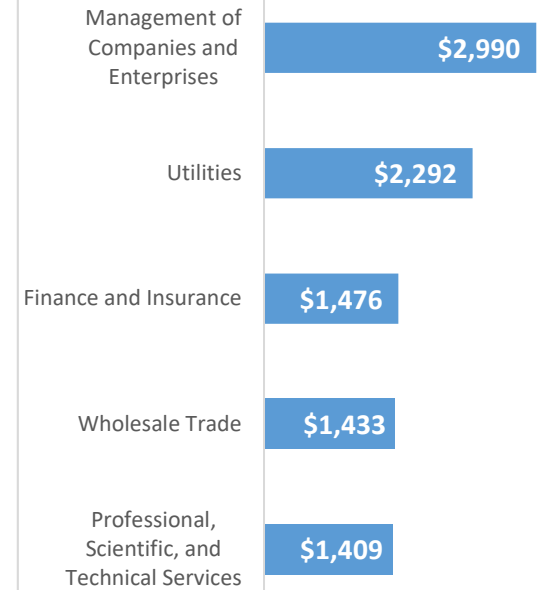 Management of
Companies and
Enterprises
$2,990
Utilities
$2,292
Finance and Insurance
$1,476
Wholesale Trade
$1,433
Professional,
Scientific, and
Technical Services
$1,409